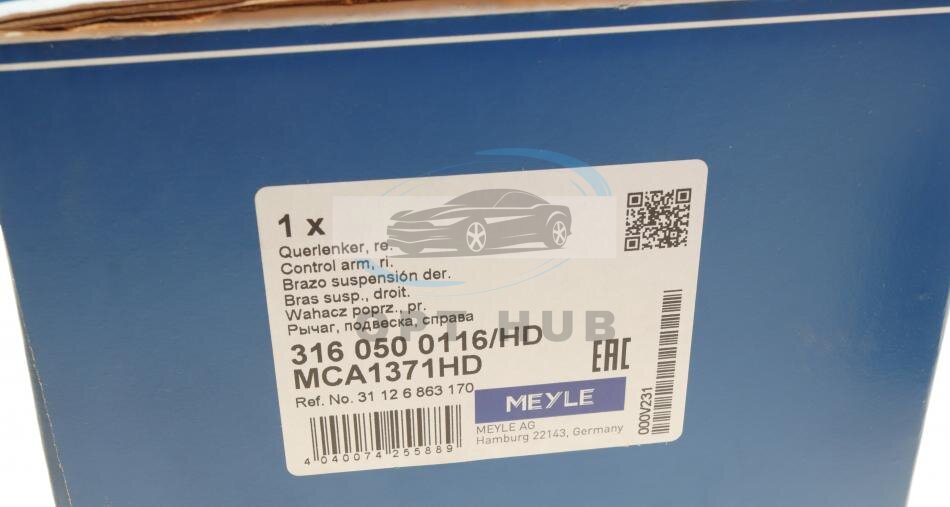 1 x
Querlenker, re.
Control arm, ri.
Brazo suspensión der.
Bras susp., droit.
Wahacz poprz., pr.
Рычаг, подвеска, справа
OPT HUB
316 050 0116/HD
MCA1371HD
Ref. No. 31 12 6 863 170
EAC
MEYLE
MEYLE AG
Hamburg 22143, Germany
4 040074 255889
000V231